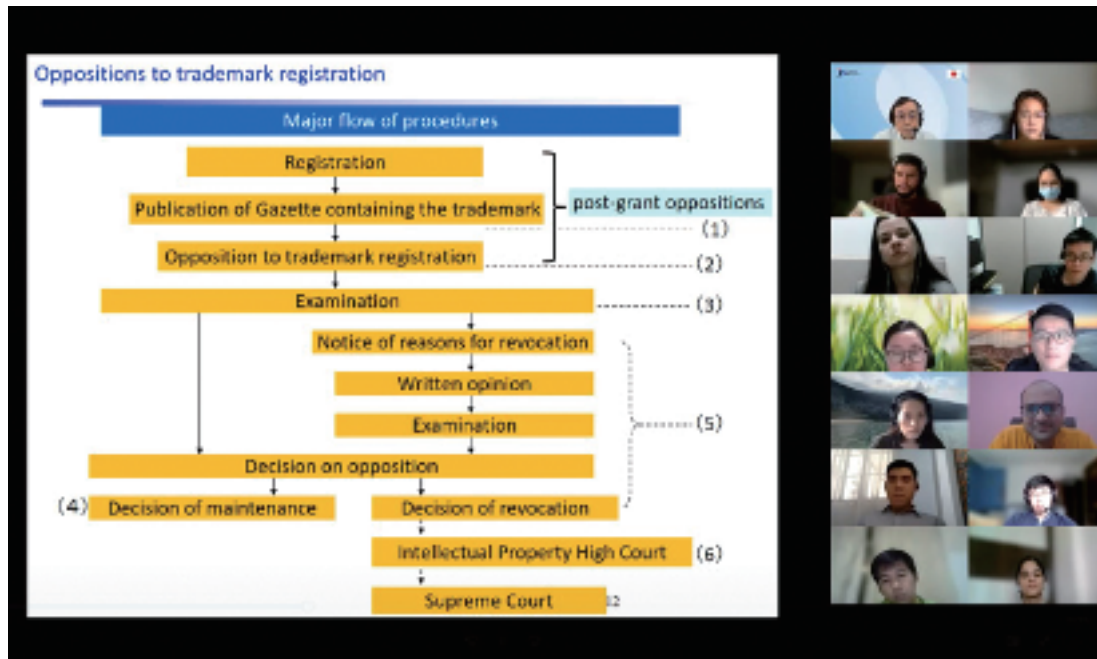 Oppositions to trademark registration
Major flow of procedures
Registration
post-grant oppositions
Publication of Gazette containing the trademark
(1)
Opposition to trademark registration
(2)
Examination
(3)
Notice of reasons for revocation
Written opinion
Examination
(5)
Decision on opposition
(4) Decision of maintenance
Decision of revocation
Intellectual Property High Court (6)
Supreme Court
12